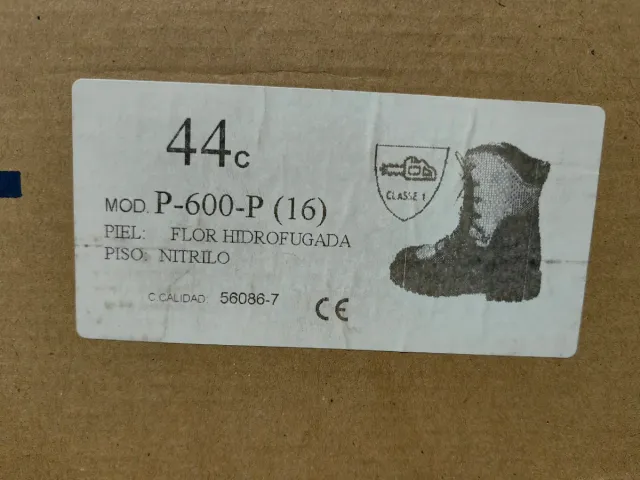 44c
CLASSE 1
MOD. P-600-P (16)
PIEL: FLOR HIDROFUGADA
PISO: NITRILO
C.CALIDAD: 56086-7
CE